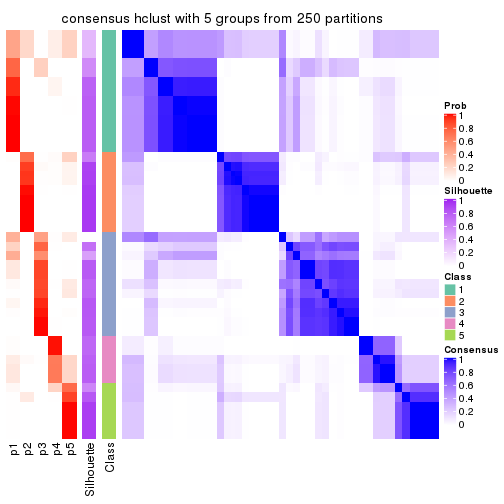 consensus hclust with 5 groups from 250 partitions
Prob
1
0.8
0.6
0.4
0.2
0
Silhouette
1
0.8
0.6
0.4
0.2
0
Class
1
2
3
4
5
Consensus
1
0.8
0.6
0.4
0.2
0
p1
p2
p3
p4
p5
Silhouette
Class